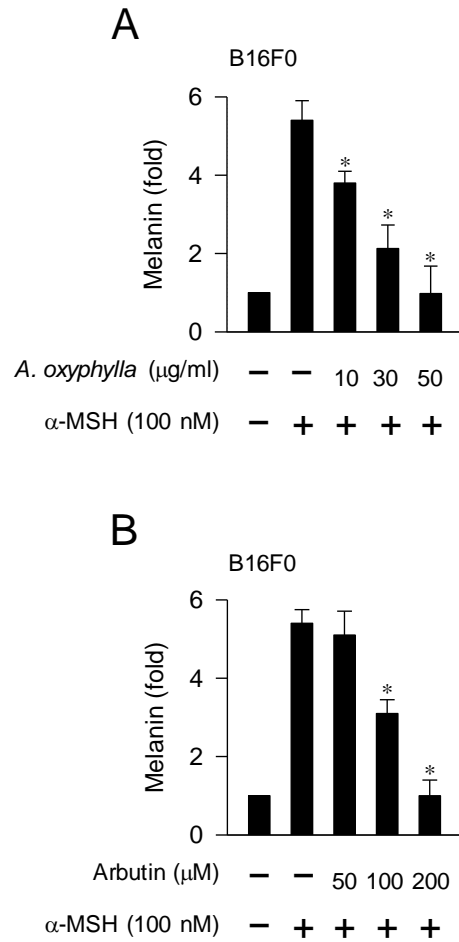 A
B16F0
Melanin (fold)
6
4
2
0
*
*
*
A. oxyphylla (μg/ml) − − 10 30 50
α-MSH (100 nM) − + + + +
B
B16F0
Melanin (fold)
6
4
2
0
*
*
Arbutin (μM) − − 50 100 200
α-MSH (100 nM) − + + + +